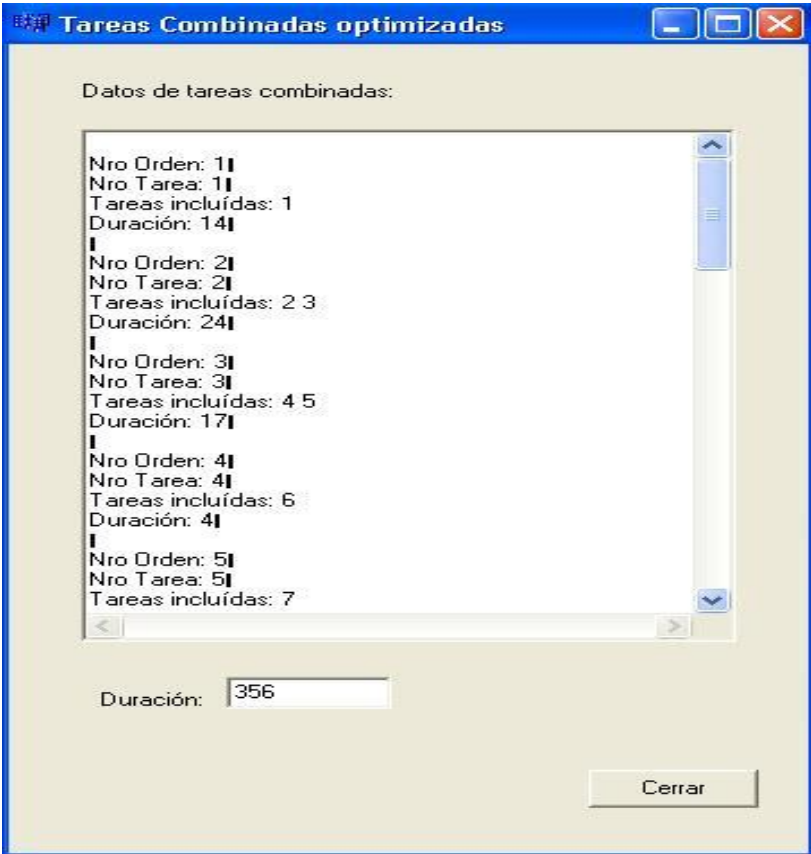 Tareas Combinadas optimizadas
Datos de tareas combinadas:
Nro Orden: 1
Nro Tarea: 1
Tareas incluídas: 1
Duración: 14
Nro Orden: 2
Nro Tarea: 2
Tareas incluídas: 2 3
Duración: 24
Nro Orden: 3
Nro Tarea: 3
Tareas incluídas: 4 5
Duración: 17
Nro Orden: 4
Nro Tarea: 4
Tareas incluídas: 6
Duración: 4
Nro Orden: 5
Nro Tarea: 5
Tareas incluídas: 7
Duración: 356
Cerrar